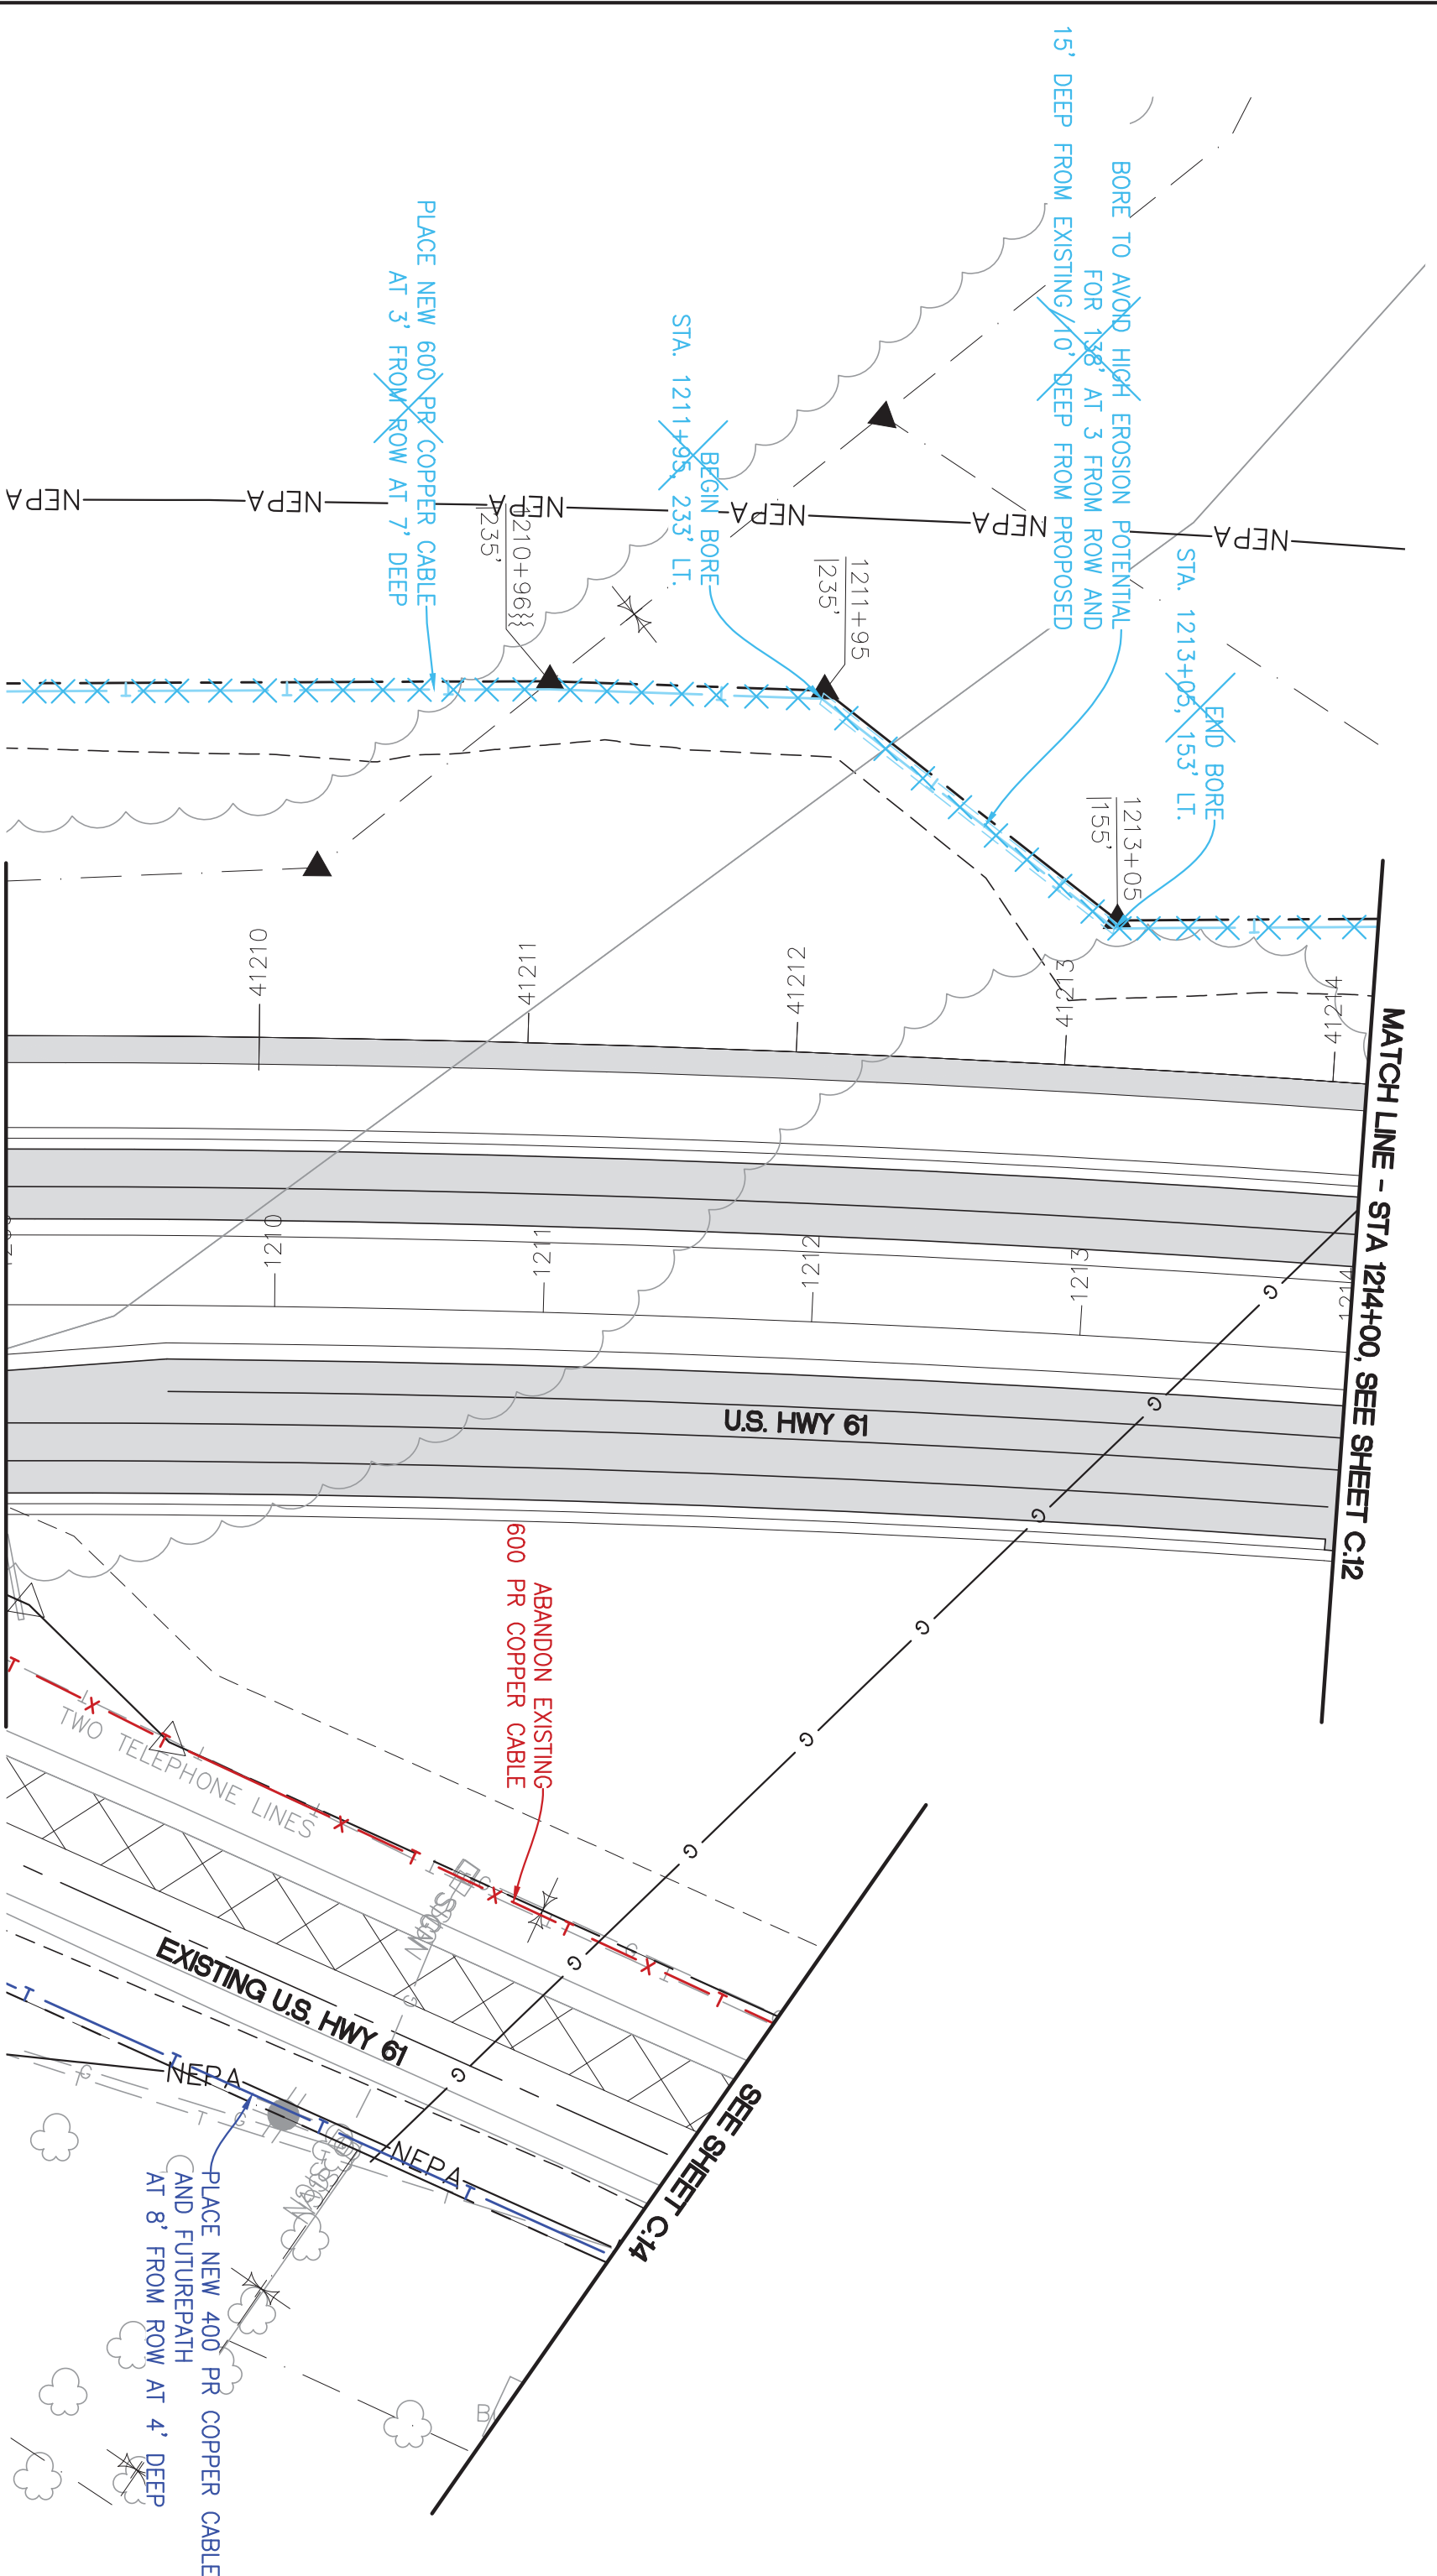 15' DEEP FROM EXISTING/10' DEEP FROM PROPOSED
BORE TO AVOID HIGH EROSION POTENTIAL
FOR 138' AT 3 FROM ROW AND
PLACE NEW 600 PR COPPER CABLE
AT 3' FROM ROW AT 7' DEEP
BEGIN BORE
STA. 1211+95, 233' LT.
END BORE
STA. 1213+05, 153' LT.
NEPA
NEPA
NEPA
NEPA
NEPA
NEPA
1210+96
235'
1211+95
235'
1213+05
155'
41210
41211
41212
41213
41214
MATCH LINE - STA 1214+00, SEE SHEET C.12
1210
1211
1212
1213
1214
U.S. HWY 61
G
G
G
G
G
G
G
G
ABANDON EXISTING
600 PR COPPER CABLE
TWO TELEPHONE LINES
EXISTING U.S. HWY 61
NEPA
NEPA
SEE SHEET C.14
PLACE NEW 400 PR COPPER CABLE
AND FUTUREPATH
AT 8' FROM ROW AT 4' DEEP